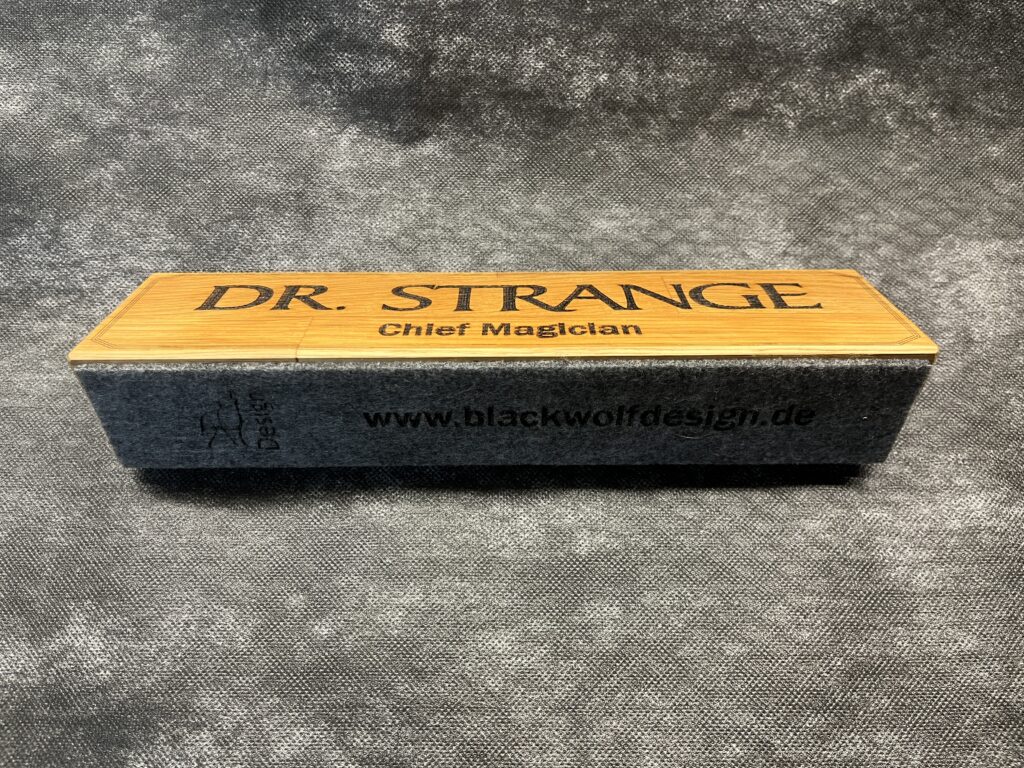 DR. STRANGE
Chief Magician
www.blackwolfdesign.de
Design